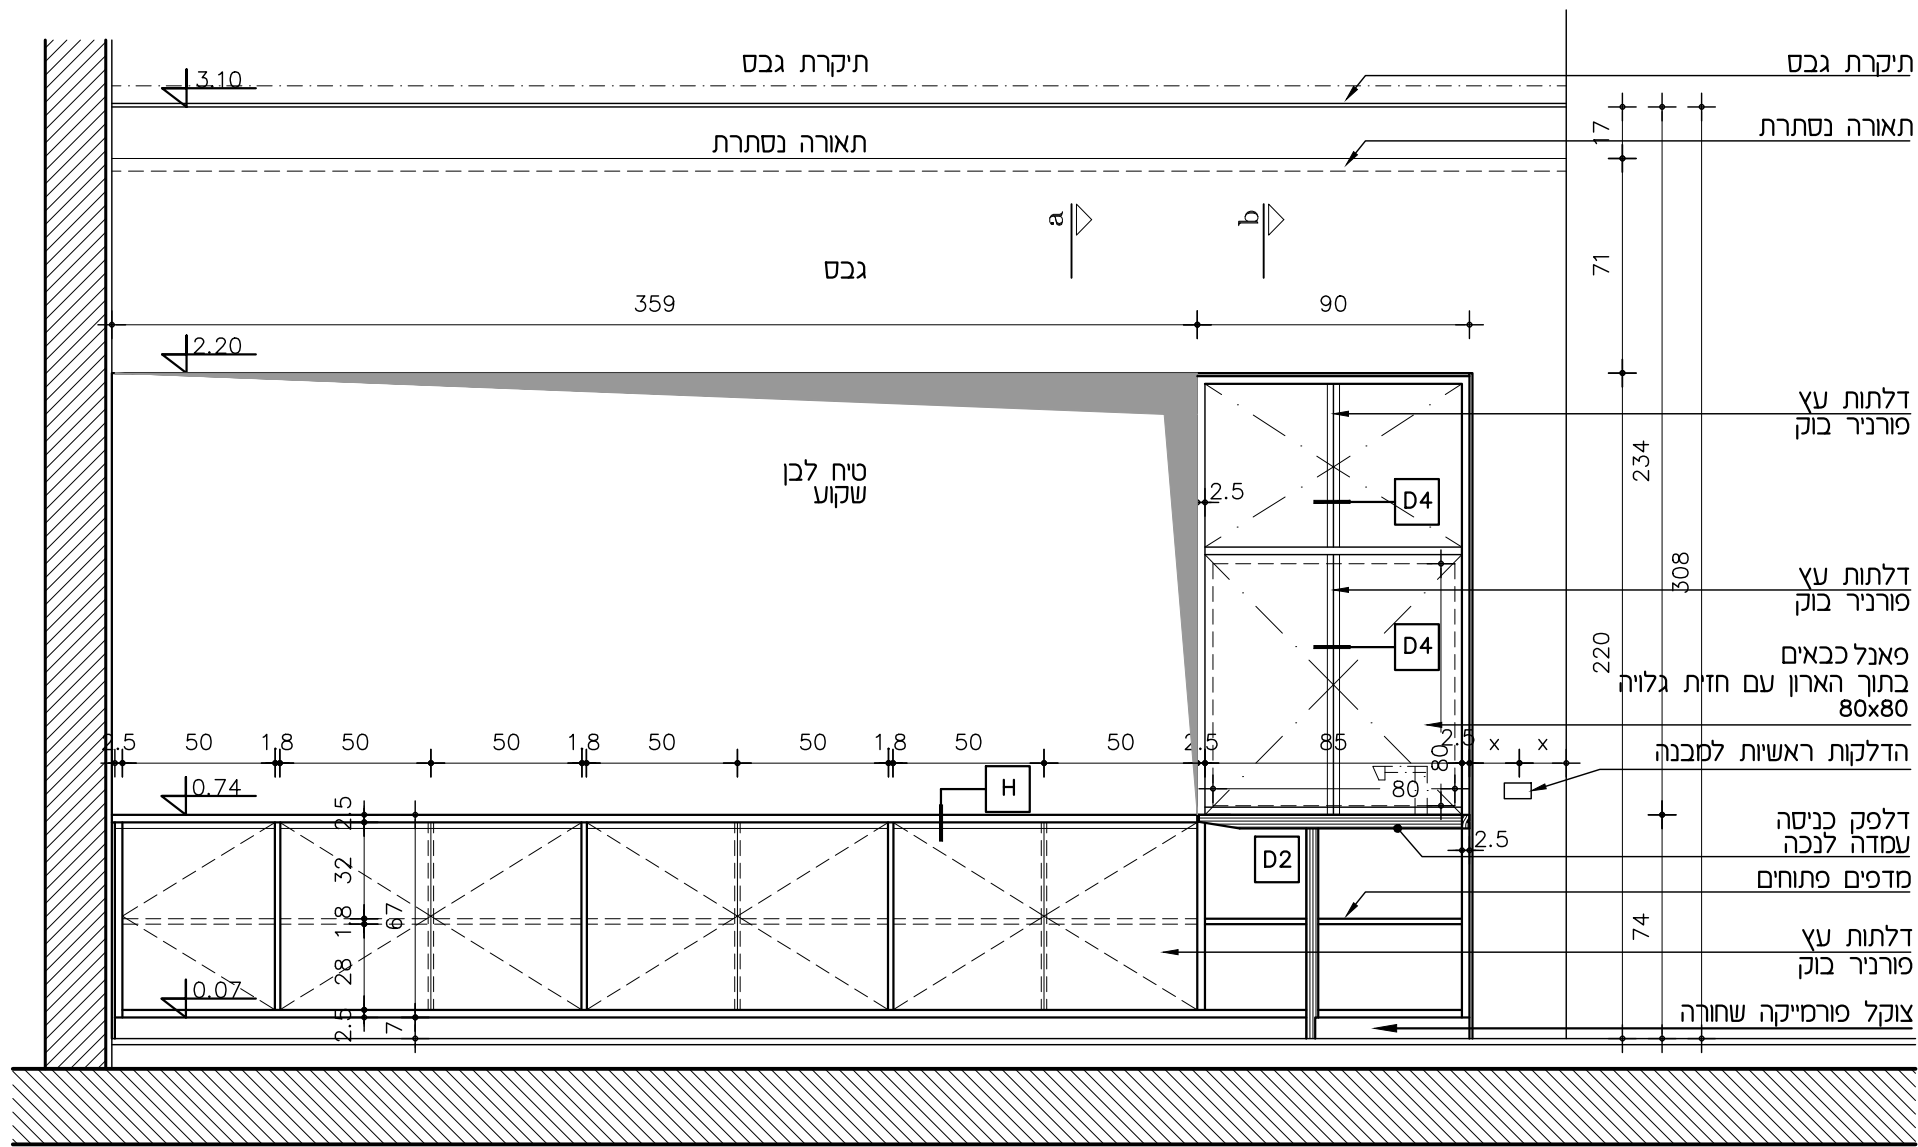 תיקרת גבס
תיקרת גבס
3.10
תאורה נסתרת
תאורה נסתרת
17
a
b
גבס
71
359
90
2.20
דלתות עץ
פורניר בוק
234
טיח לבן
שקוע
2.5
D4
308
דלתות עץ
פורניר בוק
D4
220
פאנל כבאים
בתוך הארון עם חזית גלויה
80x80
2.5
50
1.8
50
50
1.8
50
50
1.8
50
50
2.5
85
2.5
x
x
הדלקות ראשיות למבנה
80
80
0.74
H
2.5
דלפק כניסה
עמדה לנכה
2.5
D2
32
מדפים פתוחים
1.8
67
74
דלתות עץ
פורניר בוק
28
0.07
צוקל פורמייקה שחורה
2.5
7